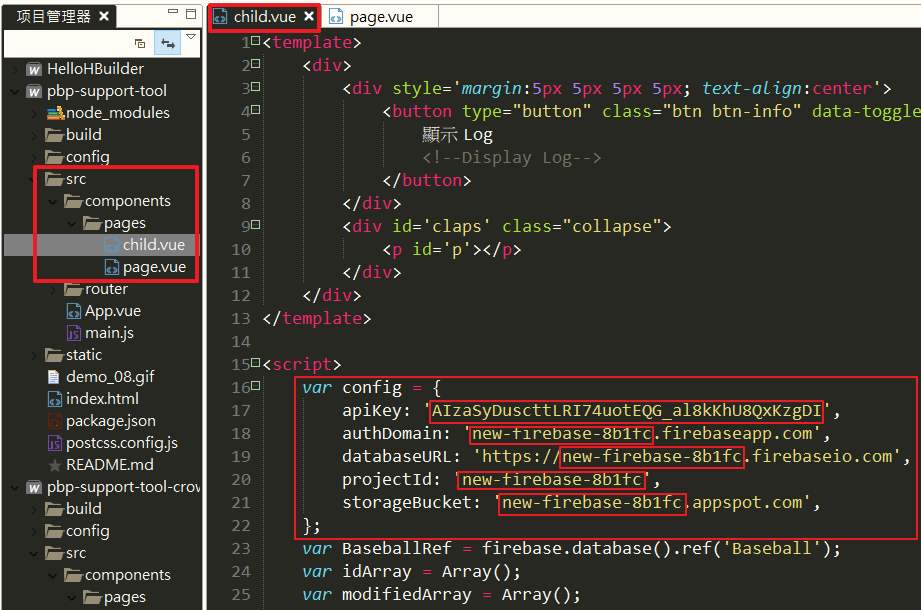 项目管理器
HelloHBuilder
pbp-support-tool
node_modules
build
config
src
components
pages
child.vue
page.vue
router
App.vue
main.js
static
demo_08.gif
index.html
package.json
postcss.config.js
README.md
pbp-support-tool-crow
build
config
src
components
pages
child.vue
page.vue
1 <template>
2 <div>
3 <div style='margin:5px 5px 5px 5px; text-align:center'>
4 <button type="button" class="btn btn-info" data-toggle
5 顯示 Log
6 <!--Display Log-->
7 </button>
8 </div>
9 <div id='claps' class="collapse">
10 <p id='p'></p>
11 </div>
12 </div>
13 </template>
14
15 <script>
16 var config = {
17 apiKey: 'AIzaSyDuscttLRI74uotEQG_al8kKhU8QxKzgDI',
18 authDomain: 'new-firebase-8b1fc.firebaseapp.com',
19 databaseURL: 'https://new-firebase-8b1fc.firebaseio.com',
20 projectId: 'new-firebase-8b1fc',
21 storageBucket: 'new-firebase-8b1fc.appspot.com',
22 };
23 var BaseballRef = firebase.database().ref('Baseball');
24 var idArray = Array();
25 var modifiedArray = Array();